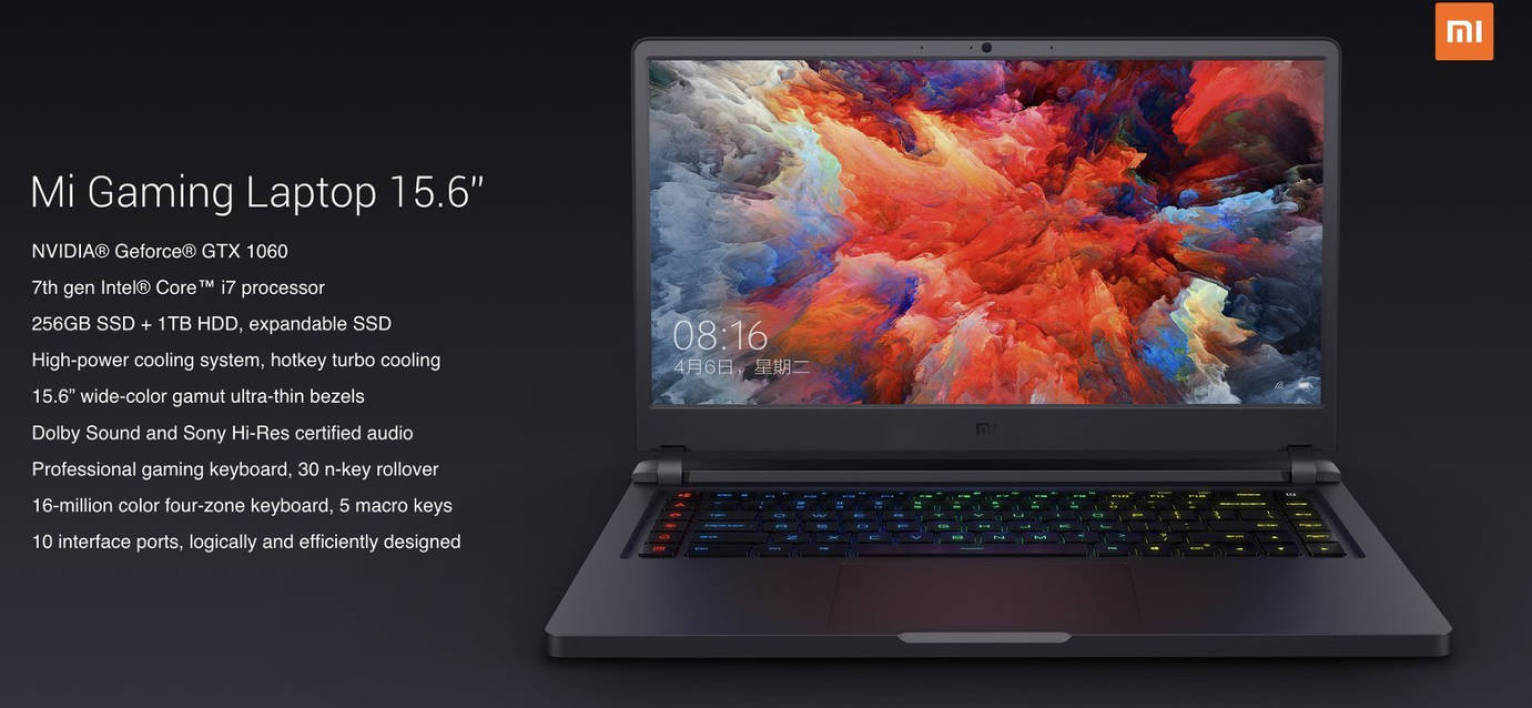 mi
Mi Gaming Laptop 15.6”
NVIDIA® Geforce® GTX 1060
7th gen Intel® Core™ i7 processor
256GB SSD + 1TB HDD, expandable SSD
High-power cooling system, hotkey turbo cooling
15.6” wide-color gamut ultra-thin bezels
Dolby Sound and Sony Hi-Res certified audio
Professional gaming keyboard, 30 n-key rollover
16-million color four-zone keyboard, 5 macro keys
10 interface ports, logically and efficiently designed
08:16
4月6日，星期二
mi